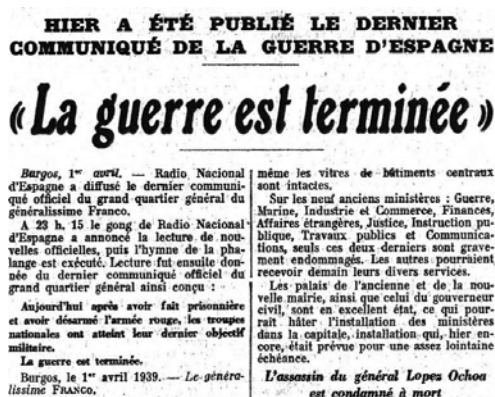 HIER A ÉTÉ PUBLIÉ LE DERNIER
COMMUNIQUÉ DE LA GUERRE D'ESPAGNE
« La guerre est terminée »
Burgos, 1er avril. — Radio Nacional
d'Espagne a diffusé le dernier communi-
qué officiel du grand quartier général du
généralissime Franco.
A 23 h. 15 le gong de Radio Nacional
d'Espagne a annoncé la lecture de nou-
velles officielles, puis l'hymne de la pha-
lange est exécuté. Lecture fut ensuite don-
née du dernier communiqué officiel du
grand quartier général ainsi conçu :
Aujourd'hui après avoir fait prisonnière
et avoir désarmé l'armée rouge, les troupes
nationales ont atteint leur dernier objectif
militaire.
La guerre est terminée.
Burgos, le 1er avril 1939. — Le généra-
lissime FRANCO.
même les vitres de bâtiments centraux
sont intactes.
Sur les neuf anciens ministères : Guerre,
Marine, Industrie et Commerce, Finances,
Affaires étrangères, Justice, Instruction pu-
blique, Travaux publics et Communica-
tions, seuls ces deux derniers sont grave-
ment endommagés. Les autres pourraient
recevoir demain leurs divers services.
Les palais de l'ancienne et de la nou-
velle mairie, ainsi que celui du gouverneur
civil, sont en excellent état, ce qui pour-
rait hâter l'installation des ministères
dans la capitale, installation qui, hier en-
core, était prévue pour une assez lointaine
échéance.
L'assassin du général Lopez Ochoa
est condamné à mort